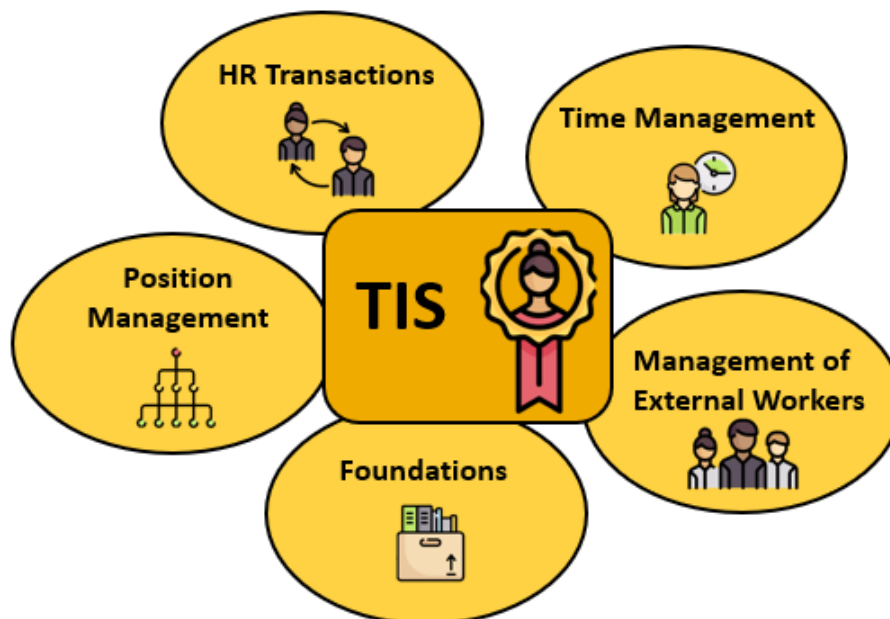 HR Transactions
Time Management
Position
Management
TIS
Management of
External Workers
Foundations